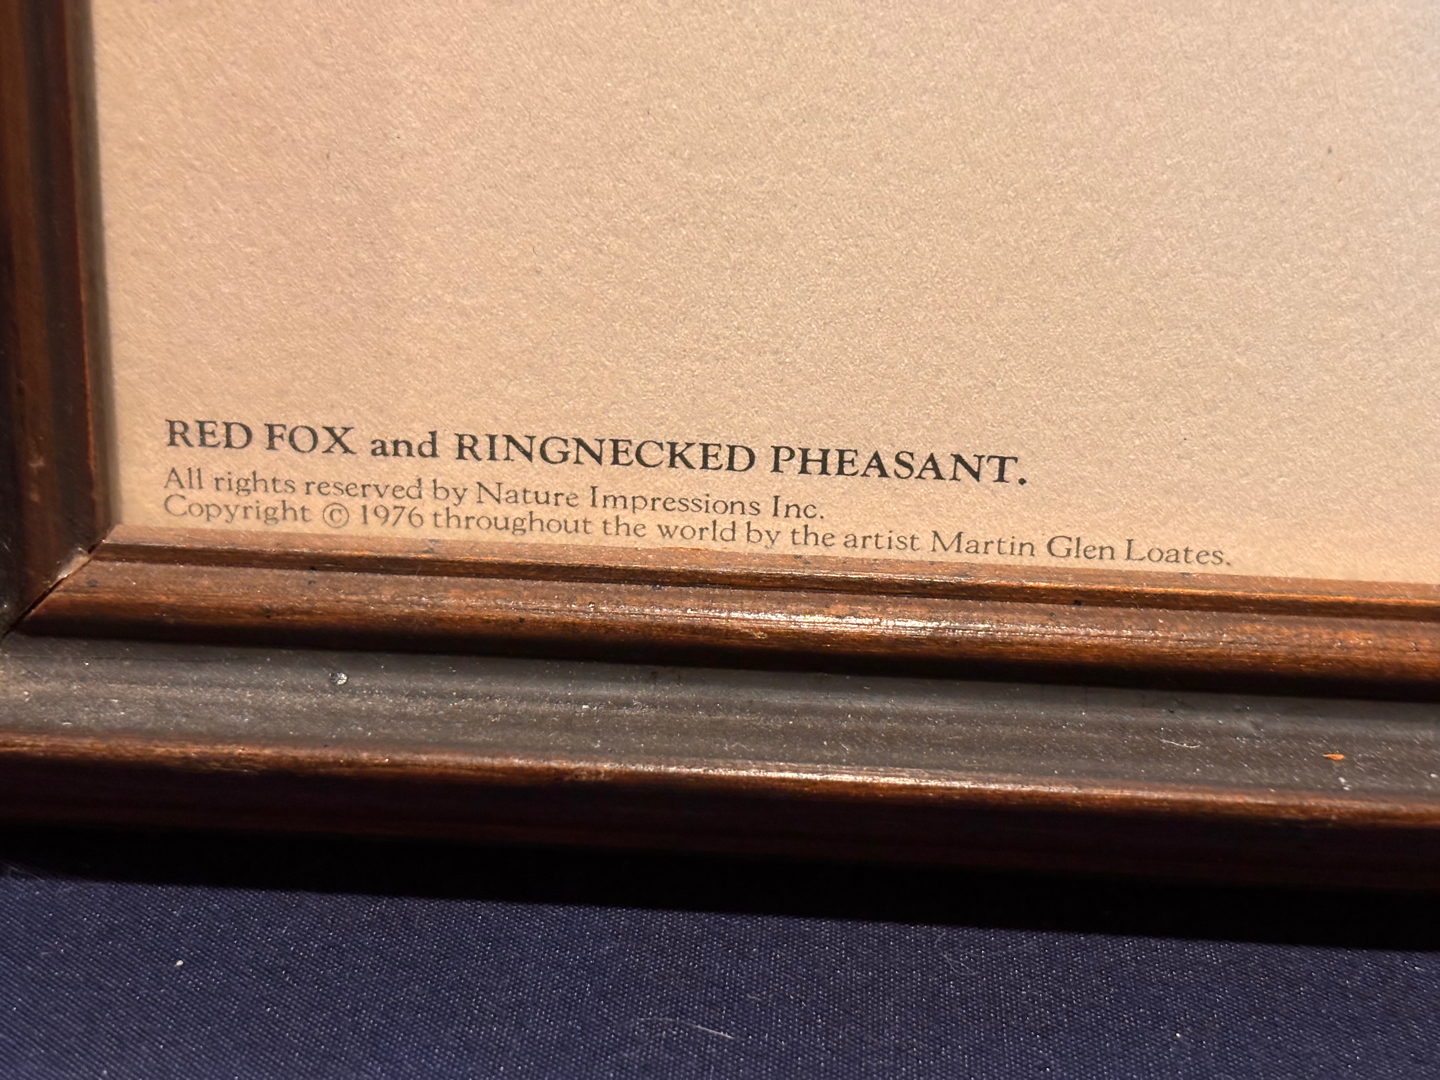 RED FOX and RINGNECKED PHEASANT.
All rights reserved by Nature Impressions Inc.
Copyright © 1976 throughout the world by the artist Martin Glen Loates.